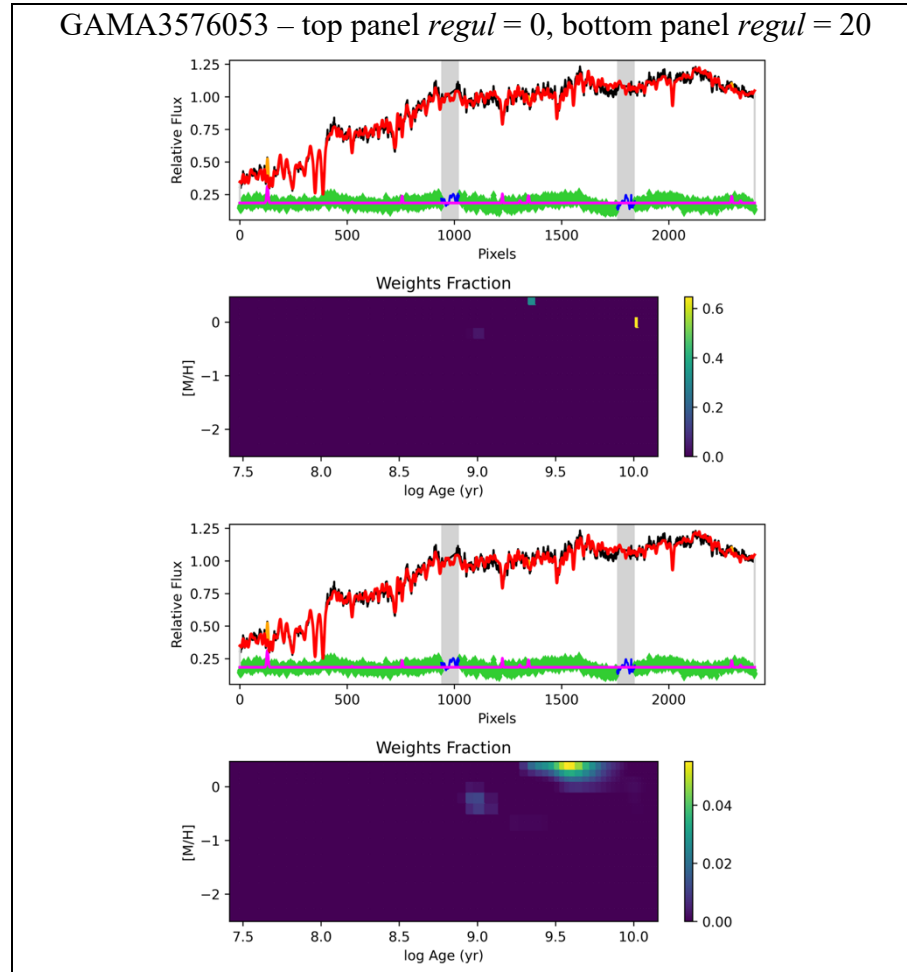 GAMA3576053 – top panel regul = 0, bottom panel regul = 20
1.25
1.00
0.75
0.50
0.25
Relative Flux
0 500 1000 1500 2000
Pixels
Weights Fraction
0
−1
−2
[M/H]
7.5 8.0 8.5 9.0 9.5 10.0
log Age (yr)
0.6
0.4
0.2
0.0
1.25
1.00
0.75
0.50
0.25
Relative Flux
0 500 1000 1500 2000
Pixels
Weights Fraction
0
−1
−2
[M/H]
7.5 8.0 8.5 9.0 9.5 10.0
log Age (yr)
0.04
0.02
0.00